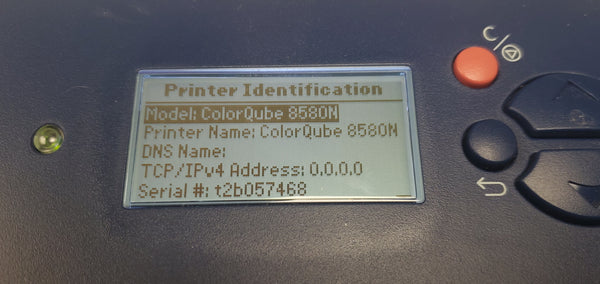 Printer Identification
Model: ColorQube 8580N
Printer Name: ColorQube 8580N
DNS Name:
TCP/IPv4 Address: 0.0.0.0
Serial #: t2b057468